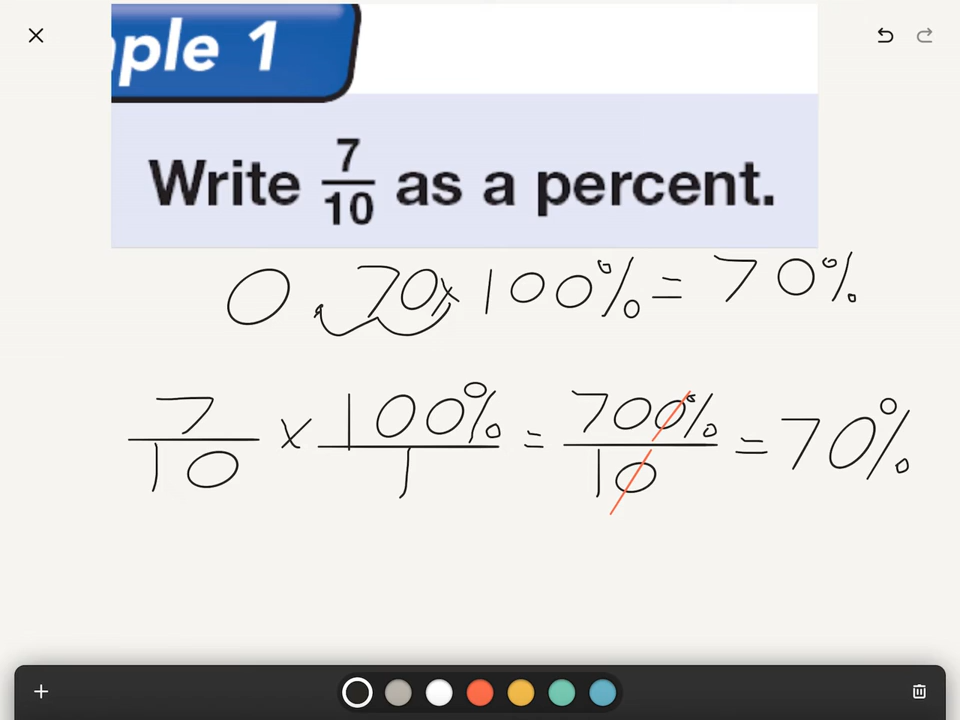 ple 1
Write 7/10 as a percent.
0.70 x 100% = 70%
7/10 x 100%/1 = 700%/10 = 70%